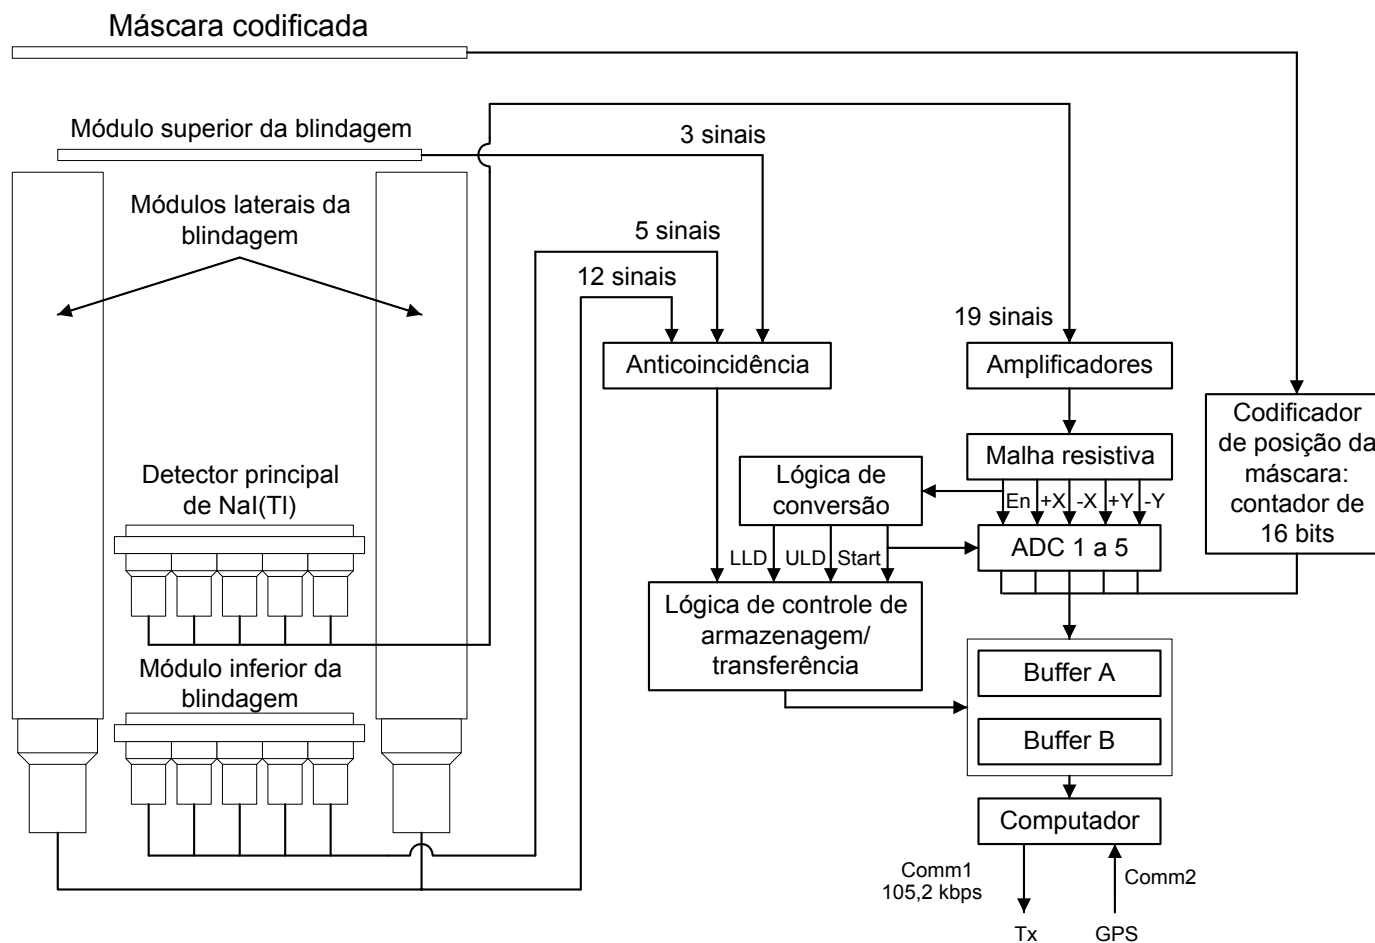 Máscara codificada
Módulo superior da blindagem
3 sinais
Módulos laterais da
blindagem
5 sinais
12 sinais
19 sinais
Anticoincidência
Amplificadores
Codificador
de posição da
máscara:
contador de
16 bits
Malha resistiva
Lógica de
conversão
En
+X
-X
+Y
-Y
Detector principal
de NaI(Tl)
ADC 1 a 5
LLD
ULD
Start
Lógica de controle de
armazenagem/
transferência
Módulo inferior da
blindagem
Buffer A
Buffer B
Computador
Comm1
105,2 kbps
Comm2
Tx
GPS